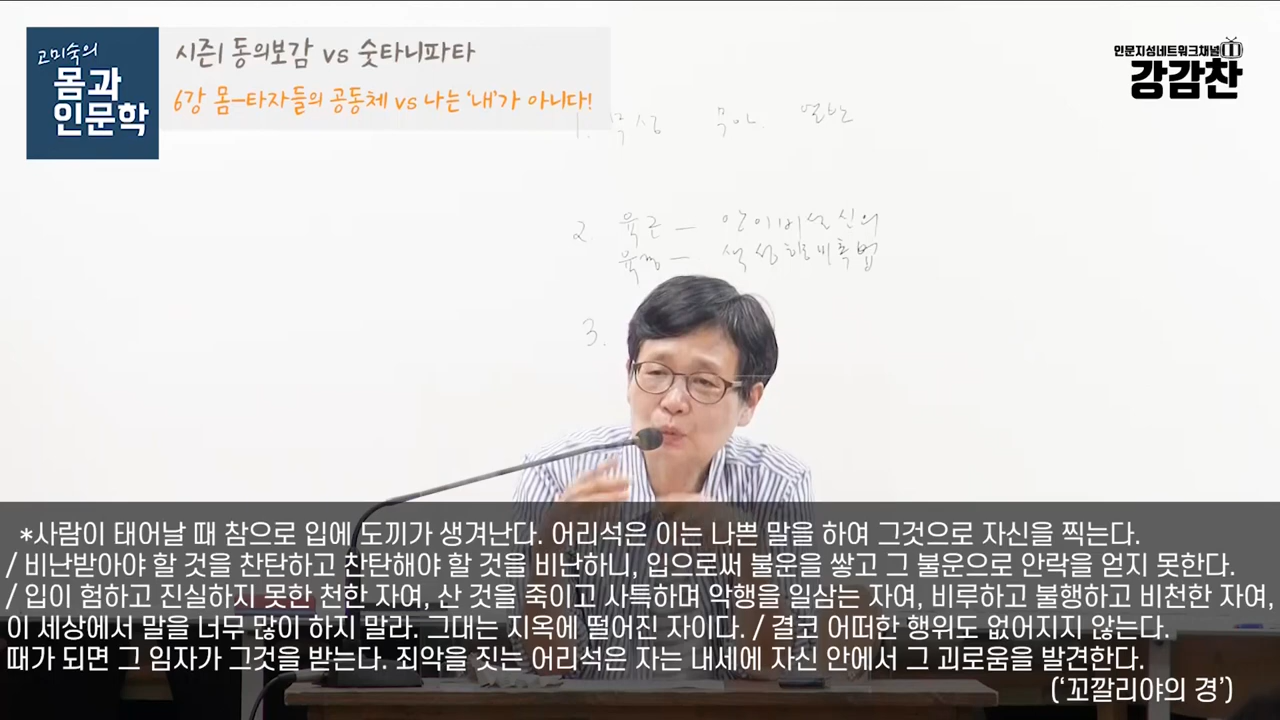 고미숙의
몸과
인문학
시즌1 동의보감 vs 숫타니파타
6강 몸-타자들의 공동체 vs 나는 '내'가 아니다!
인문지성네트워크채널
강감찬
1. 무상 무아 열반
2. 육근 - 안이비설신의
육경 - 색성향미촉법
3.
*사람이 태어날 때 참으로 입에 도끼가 생겨난다. 어리석은 이는 나쁜 말을 하여 그것으로 자신을 찍는다.
/ 비난받아야 할 것을 찬탄하고 찬탄해야 할 것을 비난하니, 입으로써 불운을 쌓고 그 불운으로 안락을 얻지 못한다.
/ 입이 험하고 진실하지 못한 천한 자여, 산 것을 죽이고 사특하며 악행을 일삼는 자여, 비루하고 불행하고 비천한 자여,
이 세상에서 말을 너무 많이 하지 말라. 그대는 지옥에 떨어진 자이다. / 결코 어떠한 행위도 없어지지 않는다.
때가 되면 그 임자가 그것을 받는다. 죄악을 짓는 어리석은 자는 내세에 자신 안에서 그 괴로움을 발견한다.
('꼬깔리야의 경')